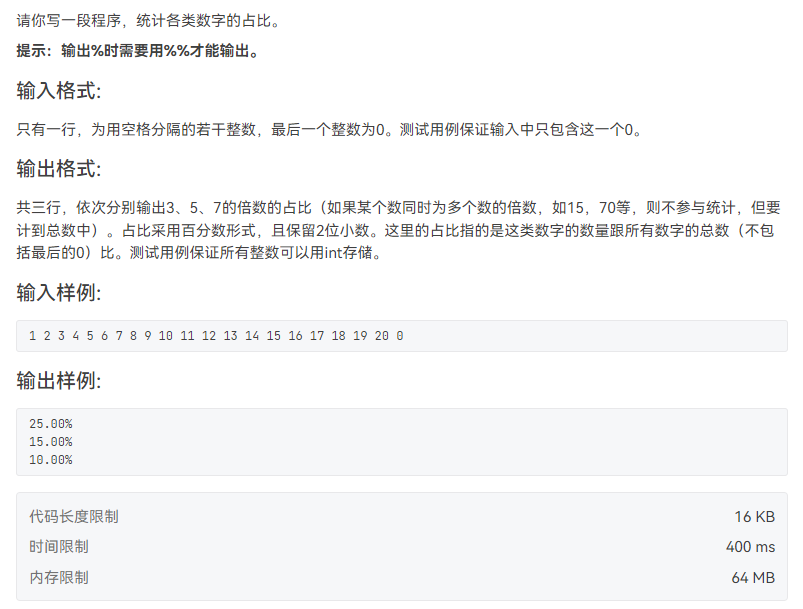 请你写一段程序，统计各类数字的占比。
提示：输出%时需要用%%才能输出。
输入格式:
只有一行，为用空格分隔的若干整数，最后一个整数为0。测试用例保证输入中只包含这一个0。
输出格式:
共三行，依次分别输出3、5、7的倍数的占比（如果某个数同时为多个数的倍数，如15，70等，则不参与统计，但要
计到总数中）。占比采用百分数形式，且保留2位小数。这里的占比指的是这类数字的数量跟所有数字的总数（不包
括最后的0）比。测试用例保证所有整数可以用int存储。
输入样例:
1 2 3 4 5 6 7 8 9 10 11 12 13 14 15 16 17 18 19 20 0
输出样例:
25.00%
15.00%
10.00%
代码长度限制 16 KB
时间限制 400 ms
内存限制 64 MB